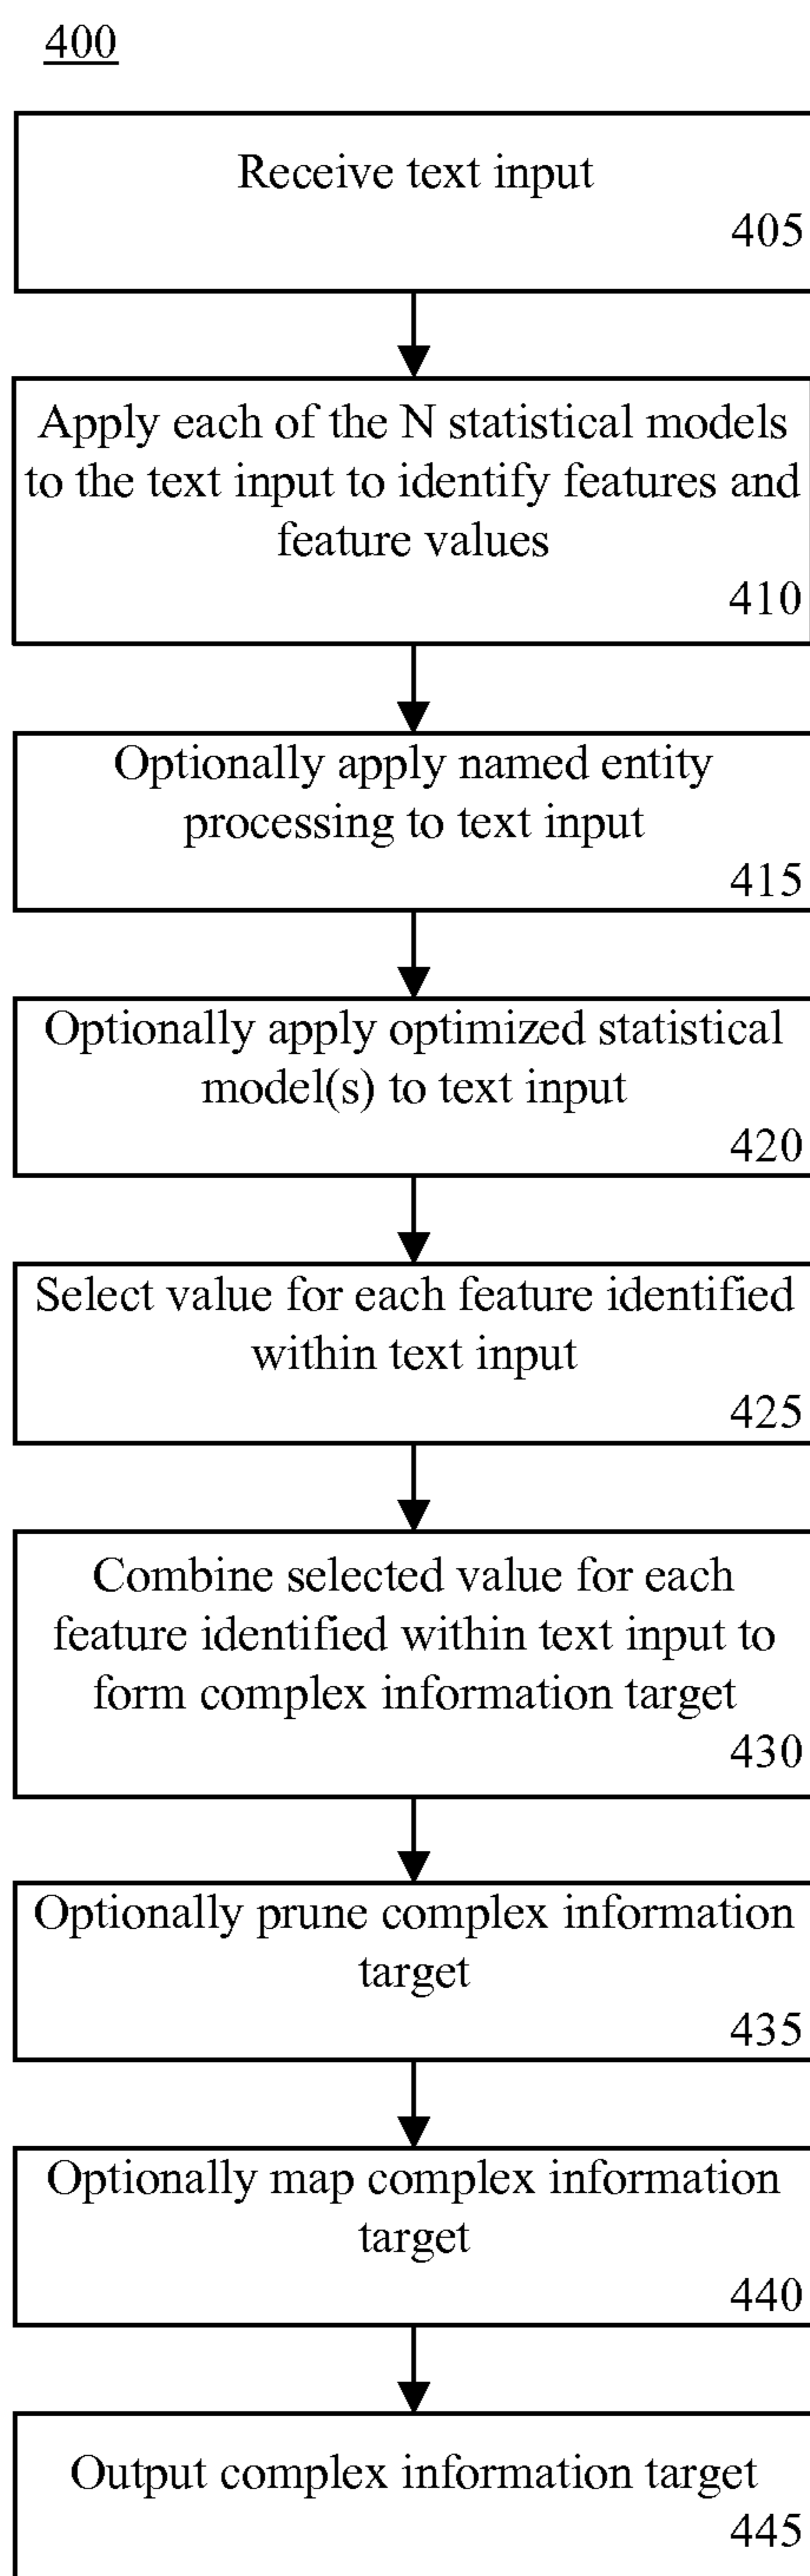 400
Receive text input
405
Apply each of the N statistical models
to the text input to identify features and
feature values
410
Optionally apply named entity
processing to text input
415
Optionally apply optimized statistical
model(s) to text input
420
Select value for each feature identified
within text input
425
Combine selected value for each
feature identified within text input to
form complex information target
430
Optionally prune complex information
target
435
Optionally map complex information
target
440
Output complex information target
445